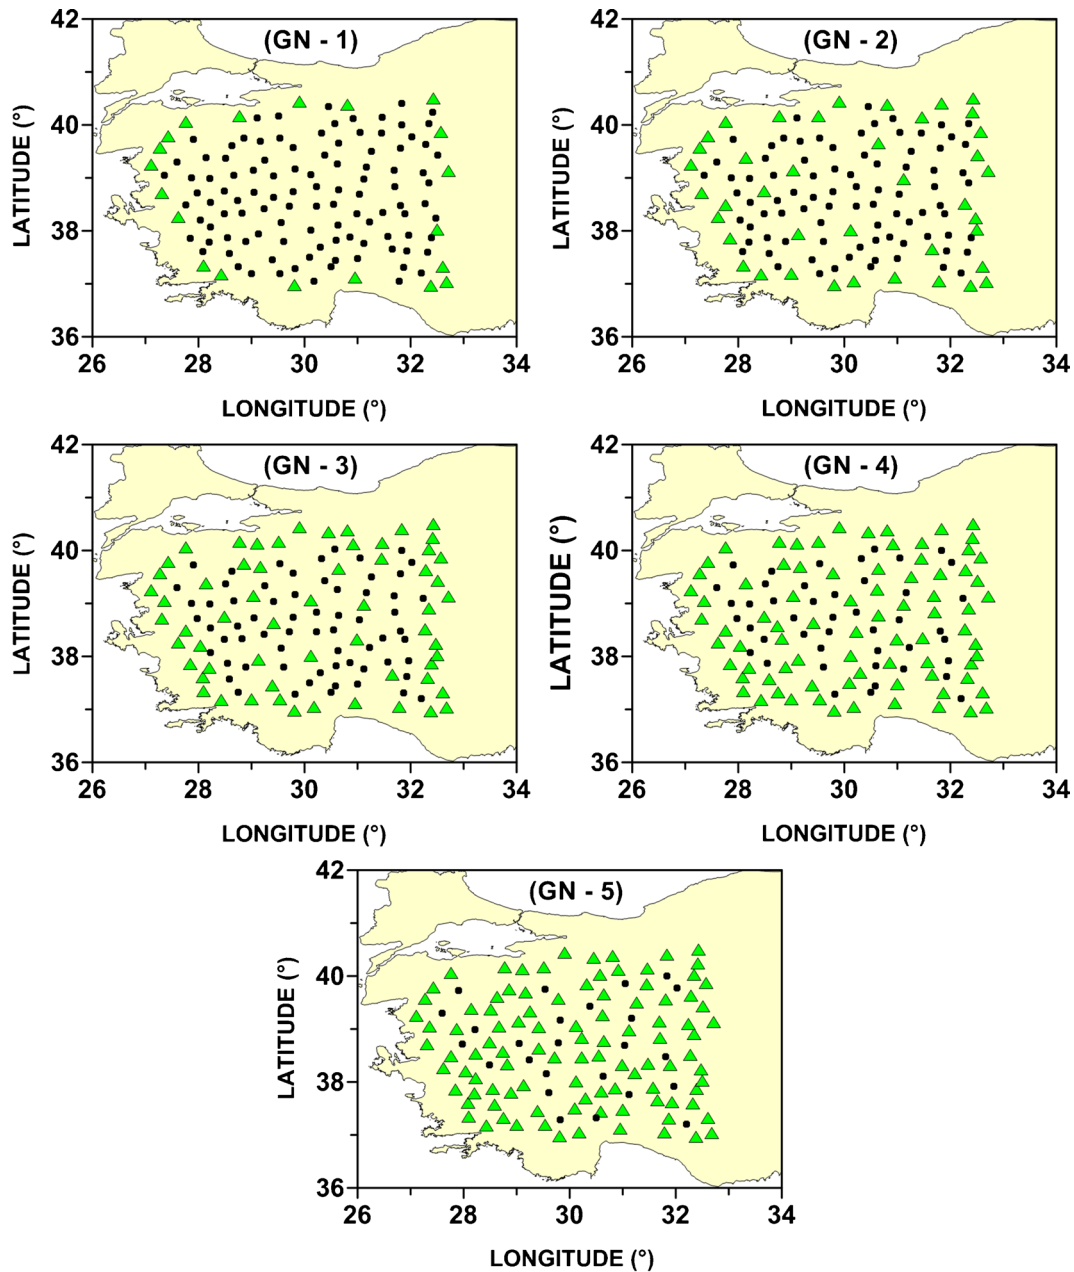 42 (GN - 1)
40
38
36
LATITUDE (°)
26 28 30 32 34
LONGITUDE (°)
42 (GN - 2)
40
38
36
LATITUDE (°)
26 28 30 32 34
LONGITUDE (°)
42 (GN - 3)
40
38
36
LATITUDE (°)
26 28 30 32 34
LONGITUDE (°)
42 (GN - 4)
40
38
36
LATITUDE (°)
26 28 30 32 34
LONGITUDE (°)
42 (GN - 5)
40
38
36
LATITUDE (°)
26 28 30 32 34
LONGITUDE (°)